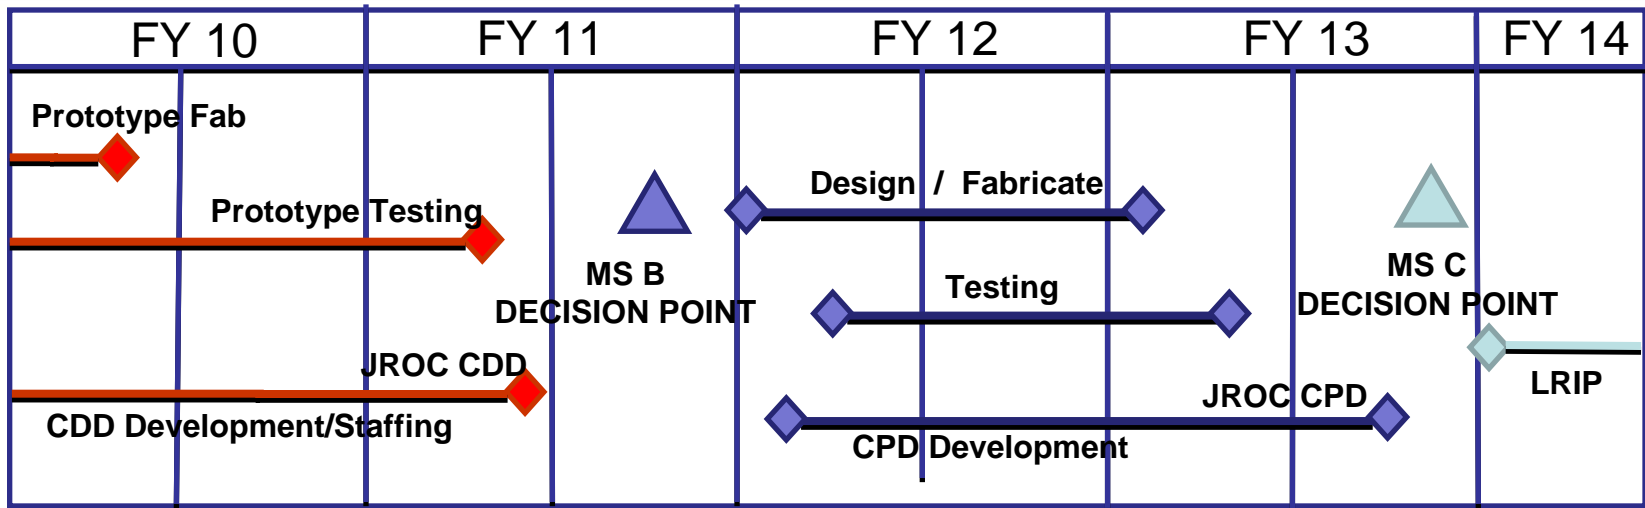 FY 10 FY 11 FY 12 FY 13 FY 14
Prototype Fab
Prototype Testing
Design / Fabricate
MS B
DECISION POINT
Testing
MS C
DECISION POINT
JROC CDD
CDD Development/Staffing
JROC CPD
CPD Development
LRIP